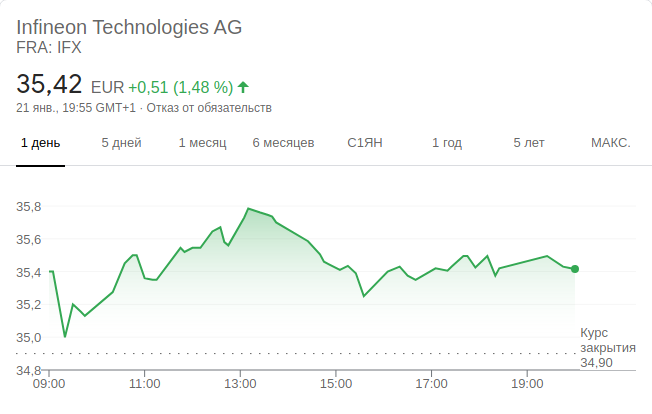 Infineon Technologies AG
FRA: IFX
35,42 EUR +0,51 (1,48 %)
21 янв., 19:55 GMT+1 · Отказ от обязательств
1 день 5 дней 1 месяц 6 месяцев С1ЯН 1 год 5 лет МАКС.
35,8
35,6
35,4
35,2
35,0
34,8
Курс
закрытия
34,90
09:00 11:00 13:00 15:00 17:00 19:00